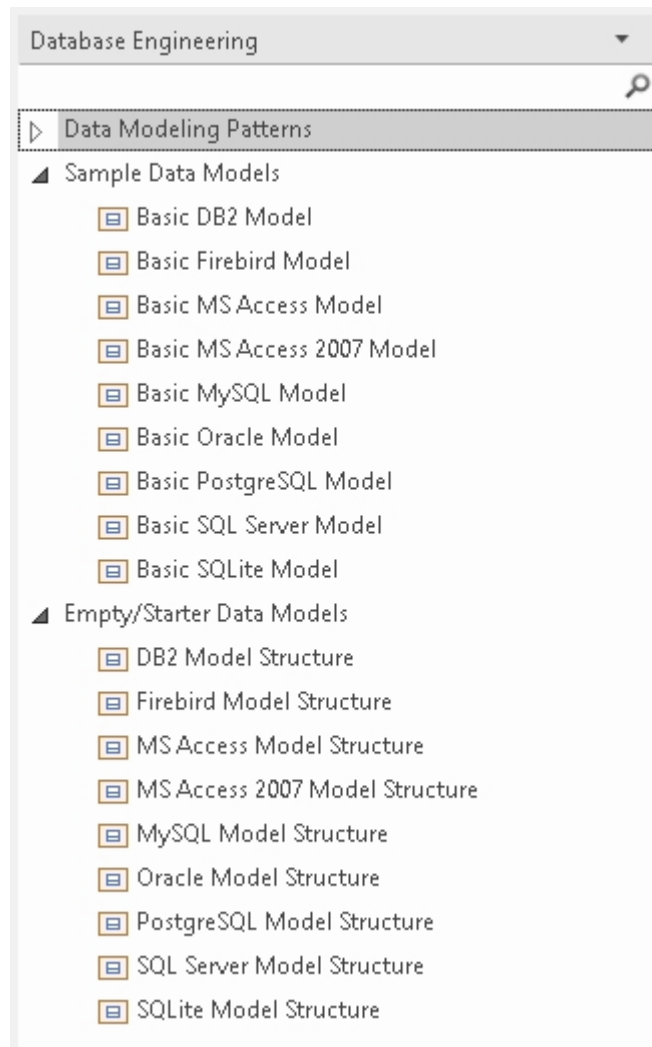 Database Engineering
Data Modeling Patterns
Sample Data Models
Basic DB2 Model
Basic Firebird Model
Basic MS Access Model
Basic MS Access 2007 Model
Basic MySQL Model
Basic Oracle Model
Basic PostgreSQL Model
Basic SQL Server Model
Basic SQLite Model
Empty/Starter Data Models
DB2 Model Structure
Firebird Model Structure
MS Access Model Structure
MS Access 2007 Model Structure
MySQL Model Structure
Oracle Model Structure
PostgreSQL Model Structure
SQL Server Model Structure
SQLite Model Structure